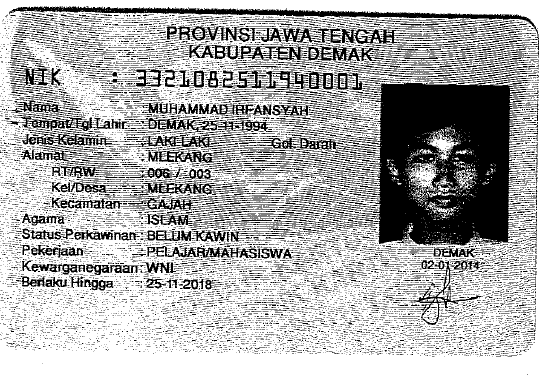 PROVINSI JAWA TENGAH
KABUPATEN DEMAK
NIK : 3321082511940001
Nama : MUHAMMAD IRFANSYAH
Tempat/Tgl Lahir : DEMAK, 25-11-1994
Jenis Kelamin : LAKI LAKI Gol. Darah
Alamat : MLEKANG
RT/RW : 006 / 003
Kel/Desa : MLEKANG
Kecamatan : GAJAH
Agama : ISLAM
Status Perkawinan : BELUM KAWIN
Pekerjaan : PELAJAR/MAHASISWA
Kewarganegaraan : WNI
Berlaku Hingga : 25-11-2018
DEMAK
02-01-2014